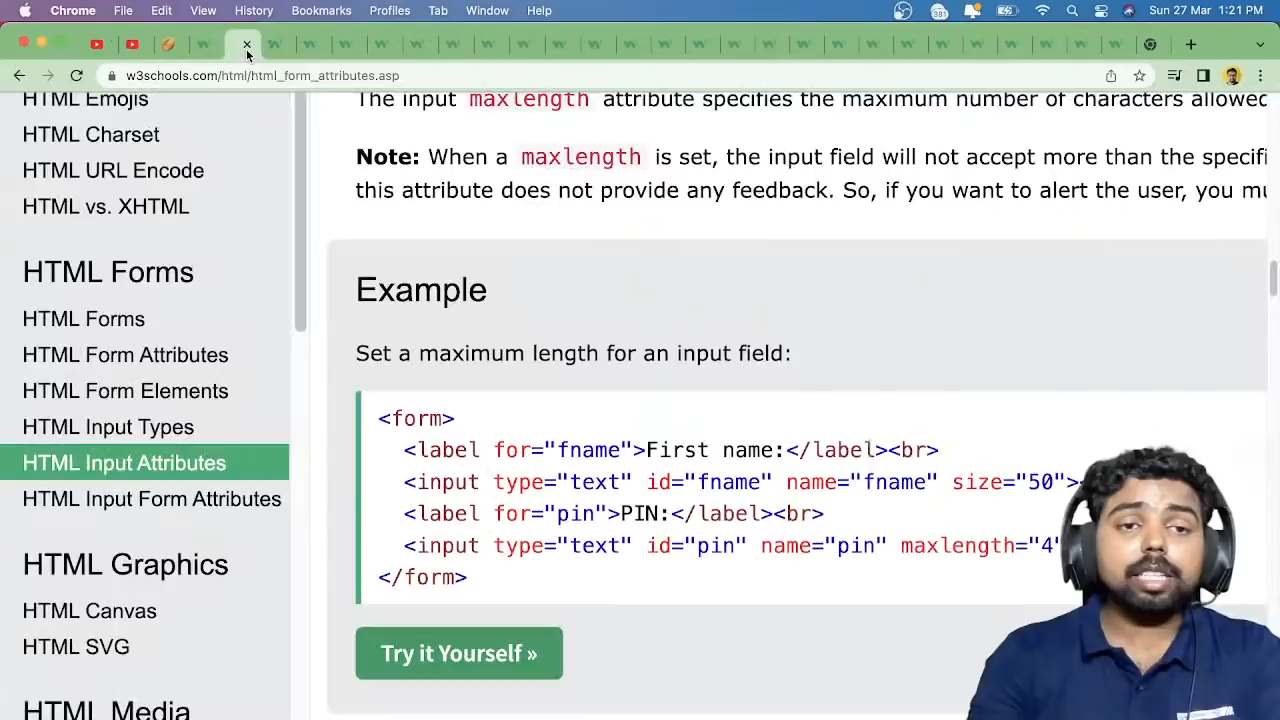 Chrome File Edit View History Bookmarks Profiles Tab Window Help 381 Sun 27 Mar 1:21 PM
w3schools.com/html/html_form_attributes.asp
HTML Emojis
HTML Charset
HTML URL Encode
HTML vs. XHTML
HTML Forms
HTML Forms
HTML Form Attributes
HTML Form Elements
HTML Input Types
HTML Input Attributes
HTML Input Form Attributes
HTML Graphics
HTML Canvas
HTML SVG
HTML Media
The input maxlength attribute specifies the maximum number of characters allowed
Note: When a maxlength is set, the input field will not accept more than the specifi
this attribute does not provide any feedback. So, if you want to alert the user, you mu
Example
Set a maximum length for an input field:
<form>
<label for="fname">First name:</label><br>
<input type="text" id="fname" name="fname" size="50"><
<label for="pin">PIN:</label><br>
<input type="text" id="pin" name="pin" maxlength="4"
</form>
Try it Yourself »